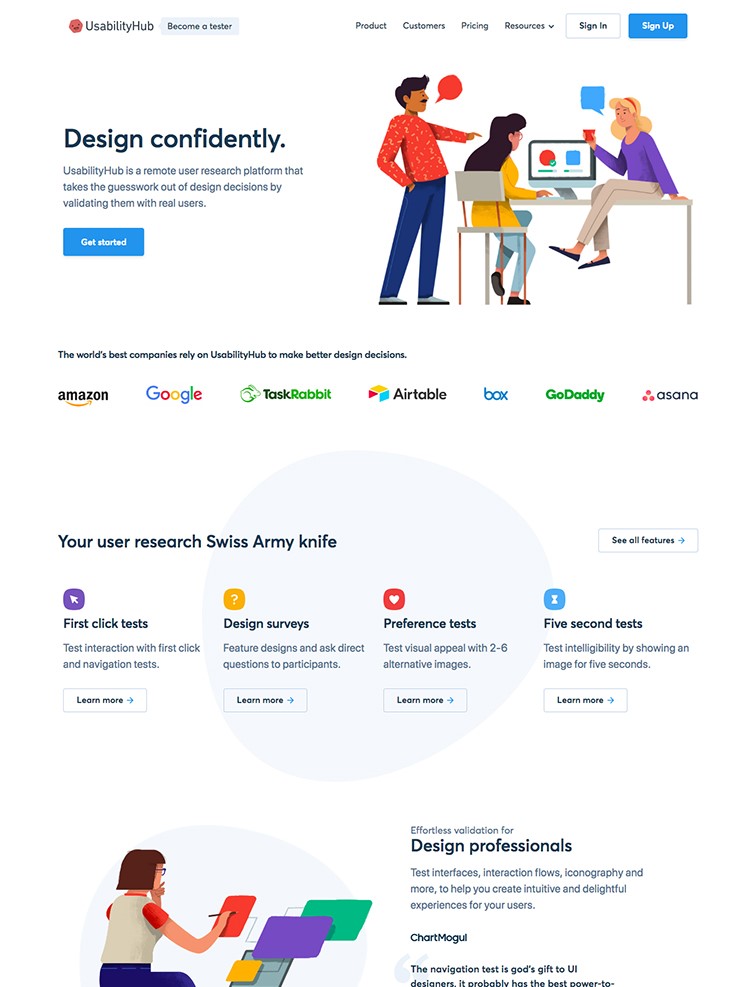 UsabilityHub
Become a tester
Product
Customers
Pricing
Resources
Sign In
Sign Up
Design confidently.
UsabilityHub is a remote user research platform that
takes the guesswork out of design decisions by
validating them with real users.
Get started
The world's best companies rely on UsabilityHub to make better design decisions.
amazon
Google
TaskRabbit
Airtable
box
GoDaddy
asana
Your user research Swiss Army knife
See all features →
First click tests
Test interaction with first click
and navigation tests.
Learn more →
?
Design surveys
Feature designs and ask direct
questions to participants.
Learn more →
Preference tests
Test visual appeal with 2-6
alternative images.
Learn more →
Five second tests
Test intelligibility by showing an
image for five seconds.
Learn more →
Effortless validation for
Design professionals
Test interfaces, interaction flows, iconography and
more, to help you create intuitive and delightful
experiences for your users.
ChartMogul
“
The navigation test is god's gift to UI
designers, it probably has the best power-to-